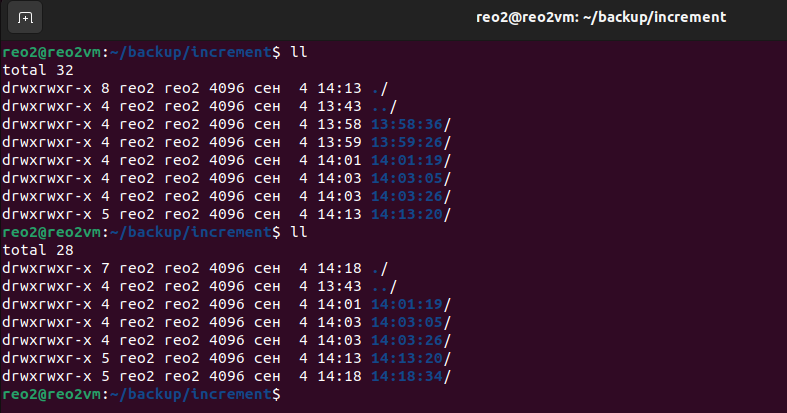 reo2@reo2vm: ~/backup/increment
reo2@reo2vm:~/backup/increment$ ll
total 32
drwxrwxr-x 8 reo2 reo2 4096 сен  4 14:13 ./
drwxrwxr-x 4 reo2 reo2 4096 сен  4 13:43 ../
drwxrwxr-x 4 reo2 reo2 4096 сен  4 13:58 13:58:36/
drwxrwxr-x 4 reo2 reo2 4096 сен  4 13:59 13:59:26/
drwxrwxr-x 4 reo2 reo2 4096 сен  4 14:01 14:01:19/
drwxrwxr-x 4 reo2 reo2 4096 сен  4 14:03 14:03:05/
drwxrwxr-x 4 reo2 reo2 4096 сен  4 14:03 14:03:26/
drwxrwxr-x 5 reo2 reo2 4096 сен  4 14:13 14:13:20/
reo2@reo2vm:~/backup/increment$ ll
total 28
drwxrwxr-x 7 reo2 reo2 4096 сен  4 14:18 ./
drwxrwxr-x 4 reo2 reo2 4096 сен  4 13:43 ../
drwxrwxr-x 4 reo2 reo2 4096 сен  4 14:01 14:01:19/
drwxrwxr-x 4 reo2 reo2 4096 сен  4 14:03 14:03:05/
drwxrwxr-x 4 reo2 reo2 4096 сен  4 14:03 14:03:26/
drwxrwxr-x 5 reo2 reo2 4096 сен  4 14:13 14:13:20/
drwxrwxr-x 5 reo2 reo2 4096 сен  4 14:18 14:18:34/
reo2@reo2vm:~/backup/increment$